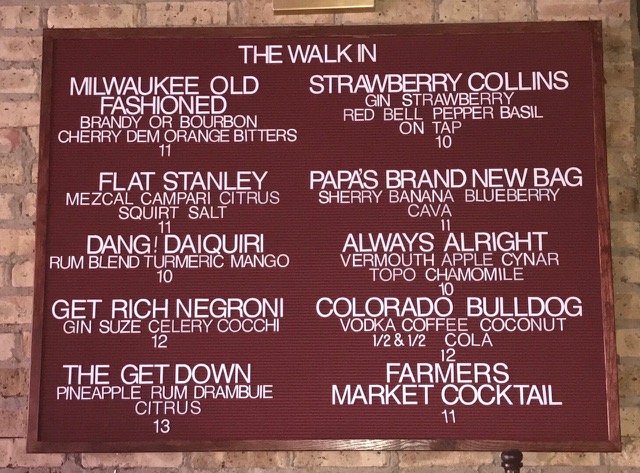 THE WALK IN
MILWAUKEE OLD
FASHIONED
BRANDY OR BOURBON
CHERRY DEM ORANGE BITTERS
11
FLAT STANLEY
MEZCAL CAMPARI CITRUS
SQUIRT SALT
11
DANG! DAIQUIRI
RUM BLEND TURMERIC MANGO
10
GET RICH NEGRONI
GIN SUZE CELERY COCCHI
12
THE GET DOWN
PINEAPPLE RUM DRAMBUIE
CITRUS
13
STRAWBERRY COLLINS
GIN STRAWBERRY
RED BELL PEPPER BASIL
ON TAP
10
PAPA'S BRAND NEW BAG
SHERRY BANANA BLUEBERRY
CAVA
11
ALWAYS ALRIGHT
VERMOUTH APPLE CYNAR
TOPO CHAMOMILE
10
COLORADO BULLDOG
VODKA COFFEE COCONUT
1/2 & 1/2 COLA
12
FARMERS
MARKET COCKTAIL
11